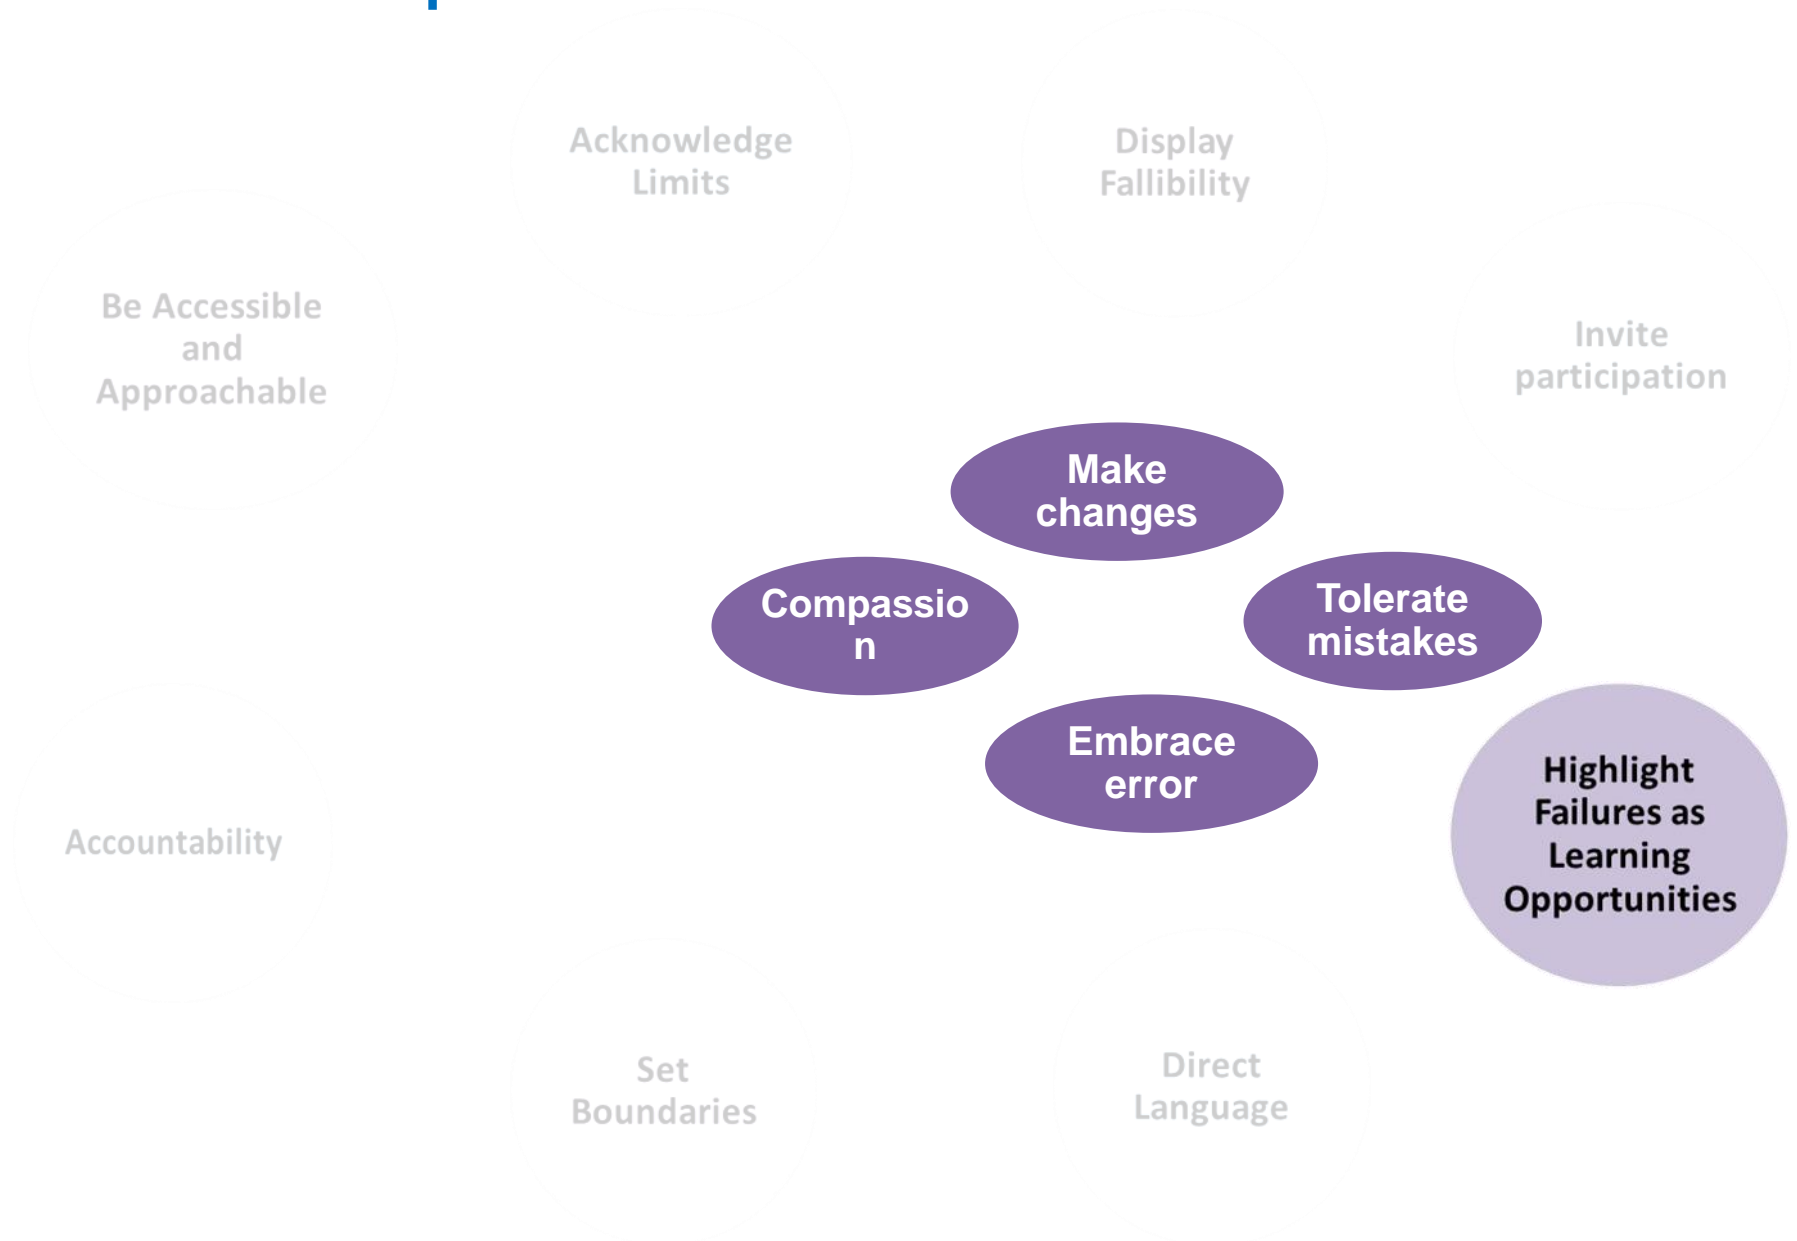 Acknowledge
Limits
Display
Fallibility
Be Accessible
and
Approachable
Invite
participation
Make
changes
Compassio
n
Tolerate
mistakes
Embrace
error
Highlight
Failures as
Learning
Opportunities
Accountability
Set
Boundaries
Direct
Language